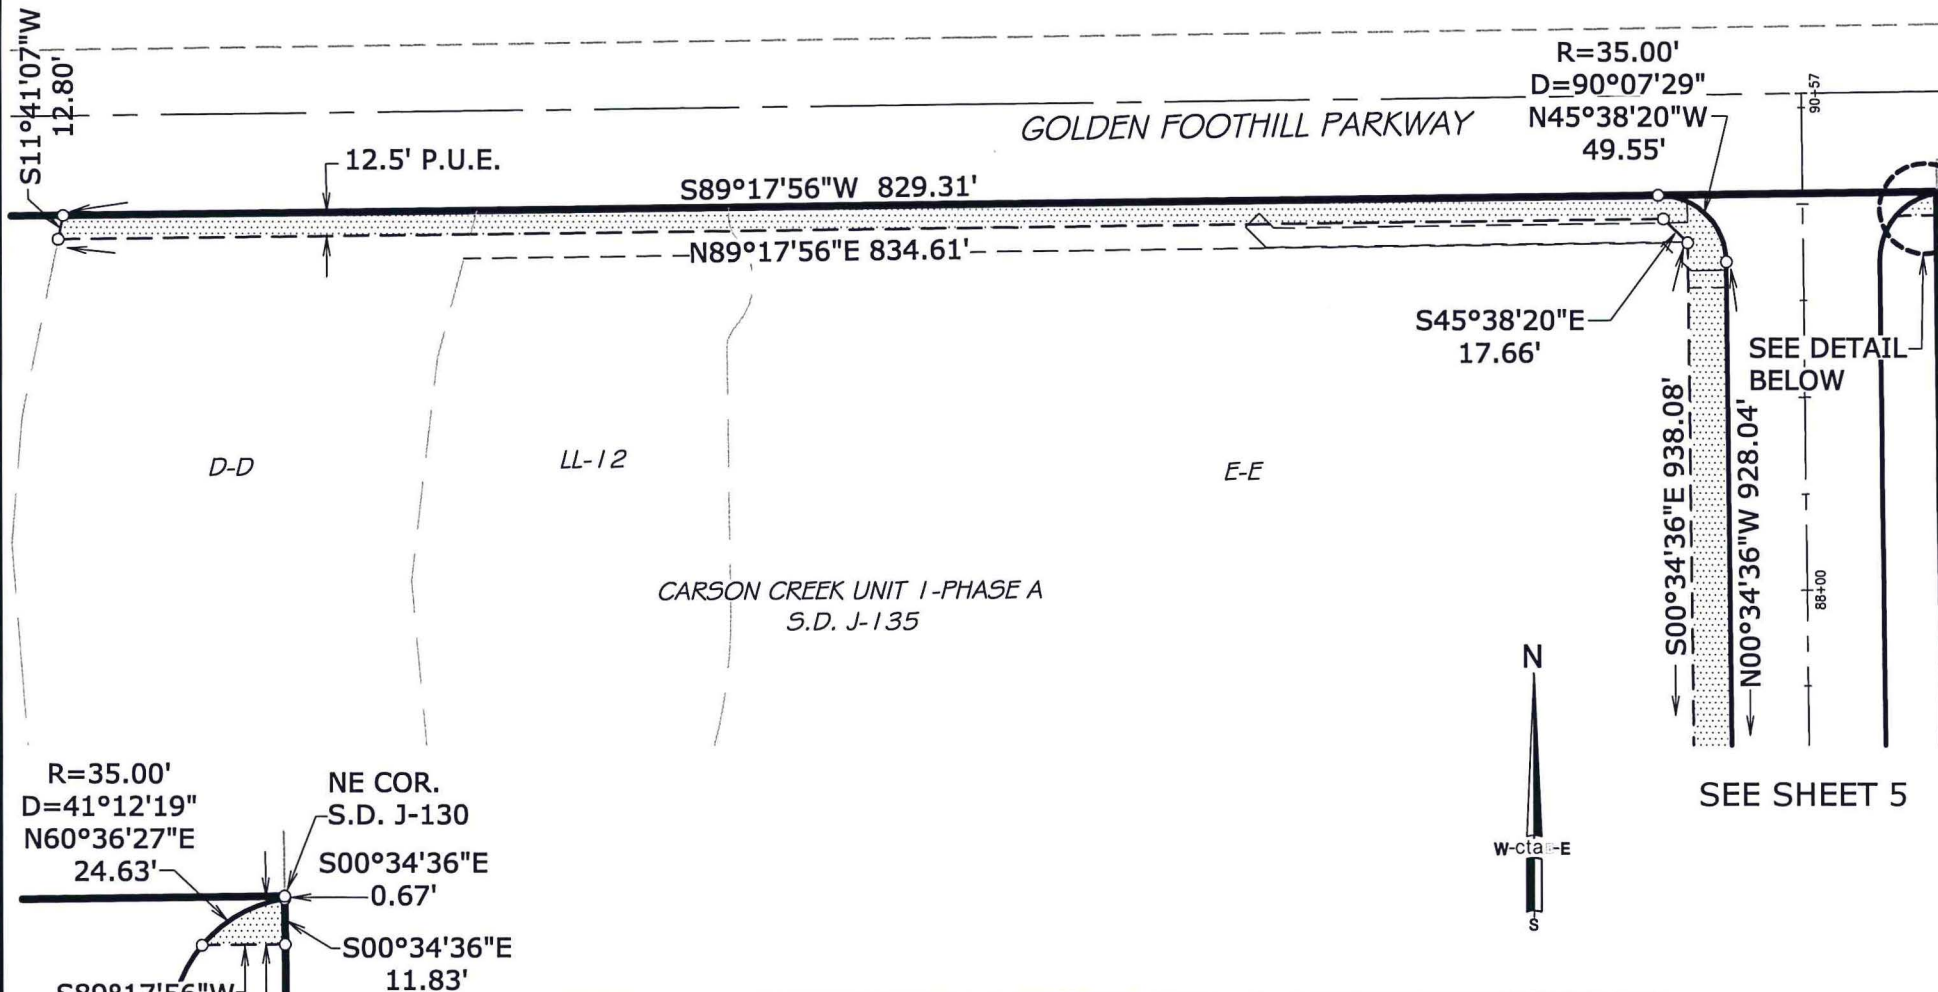 S11°41'07"W
12.80'
12.5' P.U.E.
S89°17'56"W 829.31'
N89°17'56"E 834.61'
GOLDEN FOOTHILL PARKWAY
R=35.00'
D=90°07'29"
N45°38'20"W
49.55'
90+57
S45°38'20"E
17.66'
SEE DETAIL
BELOW
S00°34'36"E 938.08'
N00°34'36"W 928.04'
88+00
D-D
LL-12
E-E
CARSON CREEK UNIT 1-PHASE A
S.D. J-135
N
W-cta-E
S
SEE SHEET 5
R=35.00'
D=41°12'19"
N60°36'27"E
24.63'
NE COR.
S.D. J-130
S00°34'36"E
0.67'
S00°34'36"E
11.83'
S89°17'56"W